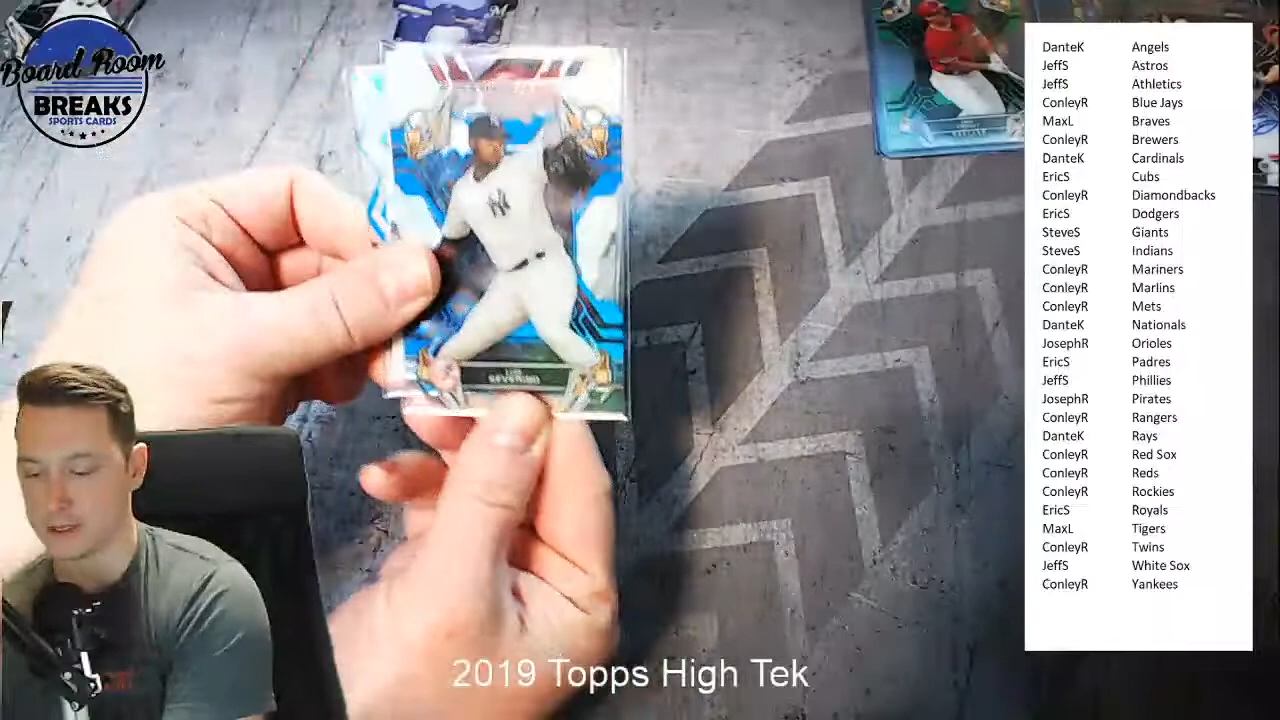 Board Room
BREAKS
SPORTS CARDS
NY
SEVERINO
DanteK Angels
JeffS Astros
JeffS Athletics
ConleyR Blue Jays
MaxL Braves
ConleyR Brewers
DanteK Cardinals
EricS Cubs
ConleyR Diamondbacks
EricS Dodgers
SteveS Giants
SteveS Indians
ConleyR Mariners
ConleyR Marlins
ConleyR Mets
DanteK Nationals
JosephR Orioles
EricS Padres
JeffS Phillies
JosephR Pirates
ConleyR Rangers
DanteK Rays
ConleyR Red Sox
ConleyR Reds
ConleyR Rockies
EricS Royals
MaxL Tigers
ConleyR Twins
JeffS White Sox
ConleyR Yankees
2019 Topps High Tek